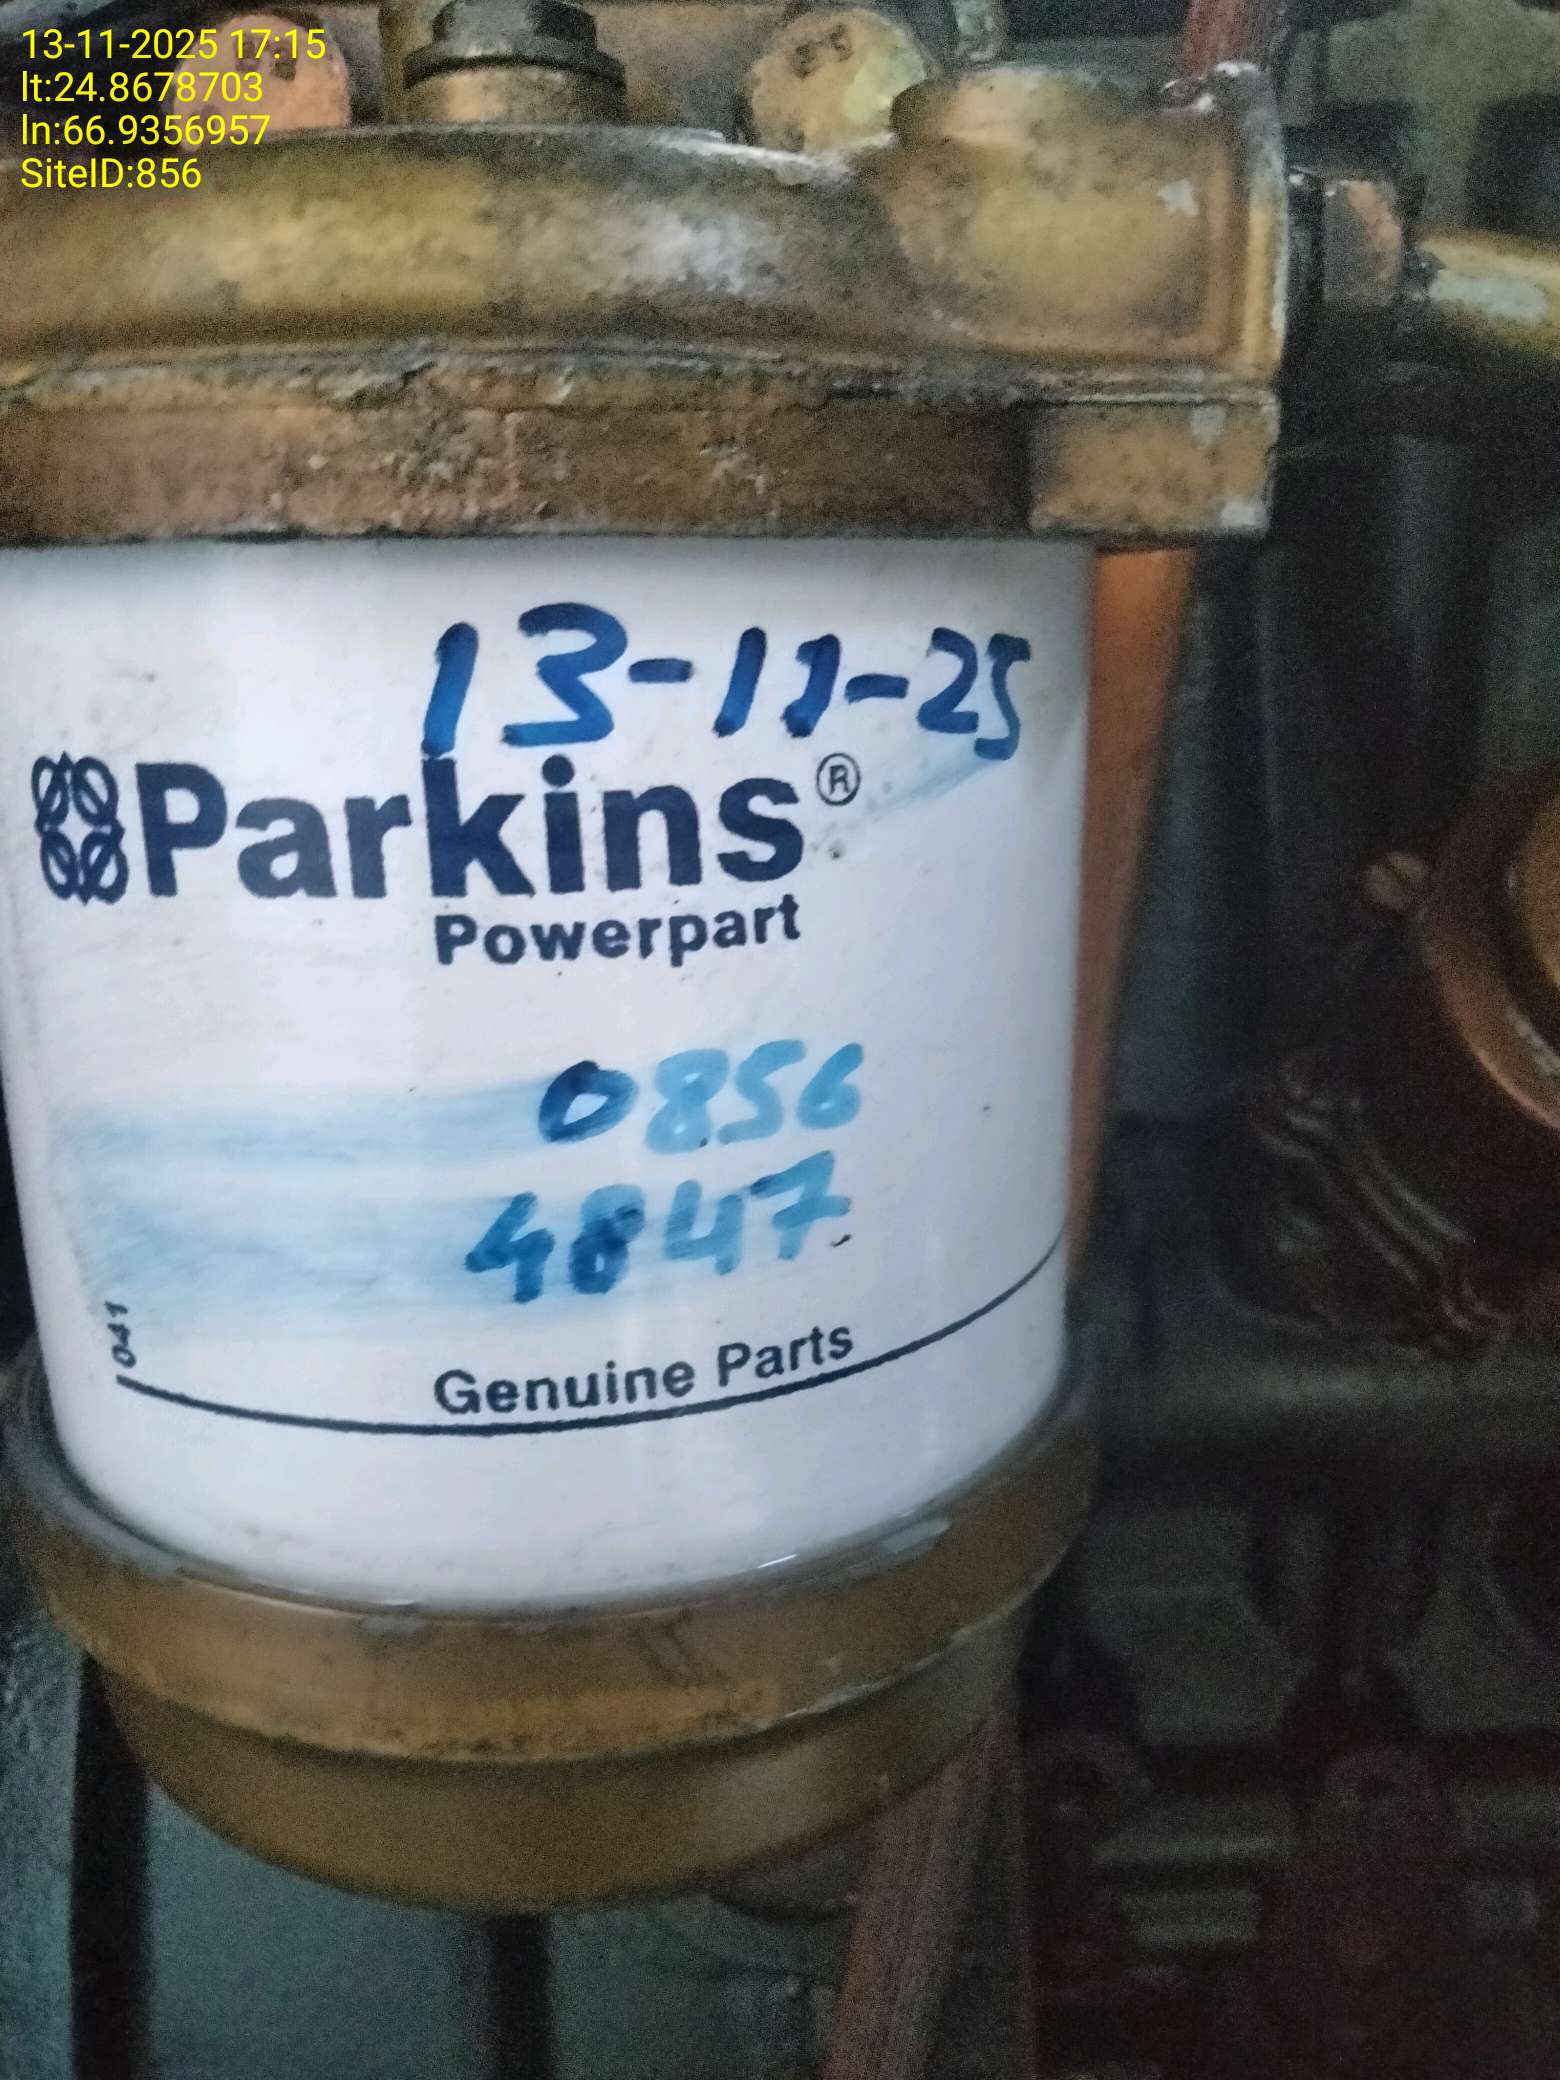 13-11-2025 17:15
lt:24.8678703
ln:66.9356957
SiteID:856
13-11-25
Parkins®
Powerpart
0856
4847
041
Genuine Parts